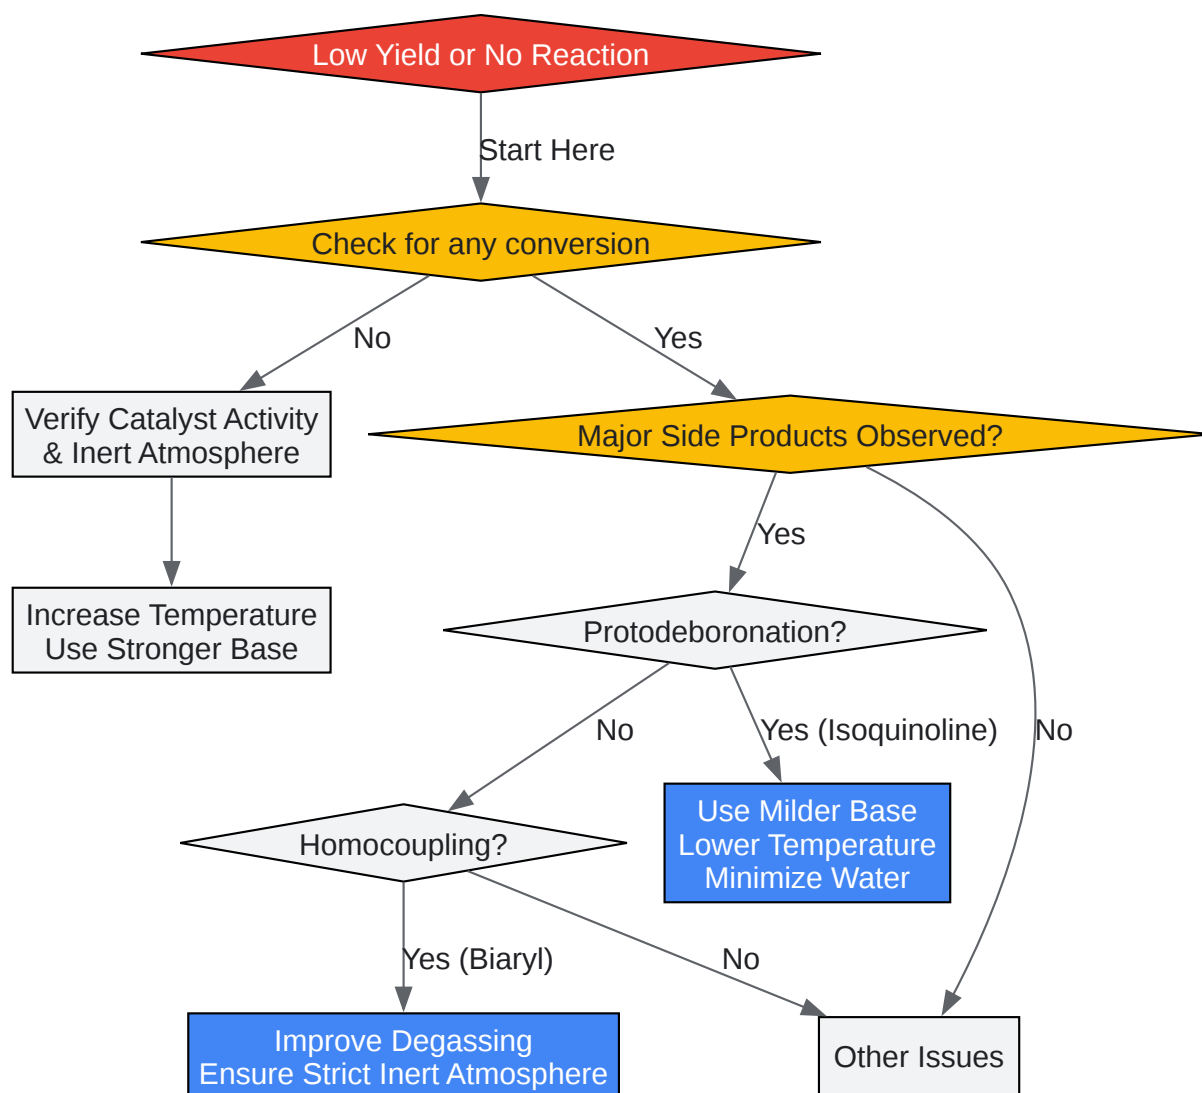 Low Yield or No Reaction
Start Here
Check for any conversion
No
Yes
Verify Catalyst Activity
& Inert Atmosphere
Major Side Products Observed?
Yes
Increase Temperature
Use Stronger Base
Protodeboronation?
No
Yes (Isoquinoline)
No
Use Milder Base
Lower Temperature
Minimize Water
Homocoupling?
Yes (Biaryl)
No
Improve Degassing
Ensure Strict Inert Atmosphere
Other Issues